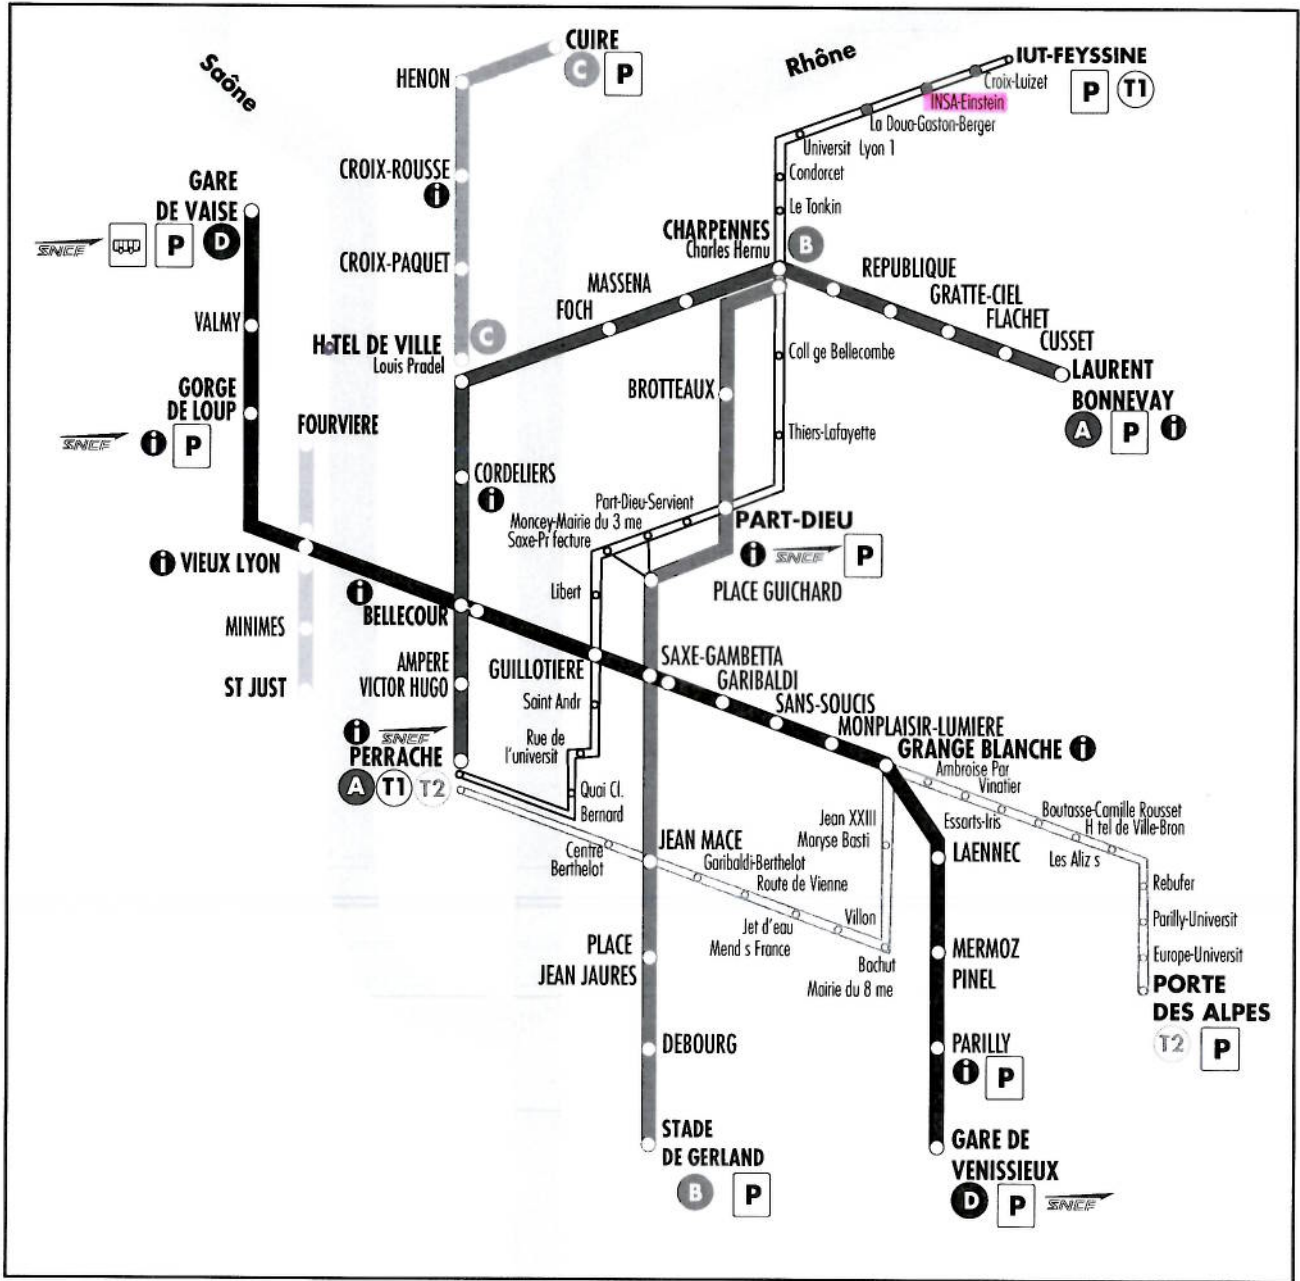 Saône
Rhône
CUIRE
C P
HENON
IUT-FEYSSINE
P T1
Croix-Luizet
INSA-Einstein
La Doua-Gaston-Berger
Universit Lyon 1
Condorcet
Le Tonkin
CROIX-ROUSSE
i
GARE
DE VAISE
SNCF P D
CHARPENNES
Charles Hernu
B
CROIX-PAQUET
MASSENA
FOCH
REPUBLIQUE
GRATTE-CIEL
FLACHET
CUSSET
LAURENT
BONNEVAY
A P i
VALMY
H TEL DE VILLE
Louis Pradel
C
Coll ge Bellecombe
BROTTEAUX
GORGE
DE LOUP
SNCF i P
FOURVIERE
Thiers-Lafayette
CORDELIERS
i
Part-Dieu-Servient
Moncey-Mairie du 3 me
Saxe-Pr fecture
PART-DIEU
i SNCF P
i VIEUX LYON
PLACE GUICHARD
Libert
i
BELLECOUR
MINIMES
ST JUST
AMPERE
VICTOR HUGO
GUILLOTIERE
SAXE-GAMBETTA
GARIBALDI
SANS-SOUCIS
MONPLAISIR-LUMIERE
GRANGE BLANCHE i
Saint Andr
Rue de
l'universit
i SNCF
PERRACHE
A T1 T2
Quai Cl.
Bernard
Ambroise Par
Vinatier
Essarts-Iris
Boutasse-Camille Rousset
H tel de Ville-Bron
Les Aliz s
Rebufer
Parilly-Universit
Europe-Universit
PORTE
DES ALPES
T2 P
Jean XXIII
Maryse Basti
Centre
Berthelot
JEAN MACE
Garibaldi-Berthelot
Route de Vienne
Jet d'eau
Mend s France
Villon
Bachut
Mairie du 8 me
LAENNEC
MERMOZ
PINEL
PLACE
JEAN JAURES
DEBOURG
PARILLY
i P
STADE
DE GERLAND
B P
GARE DE
VENISSIEUX
D P SNCF